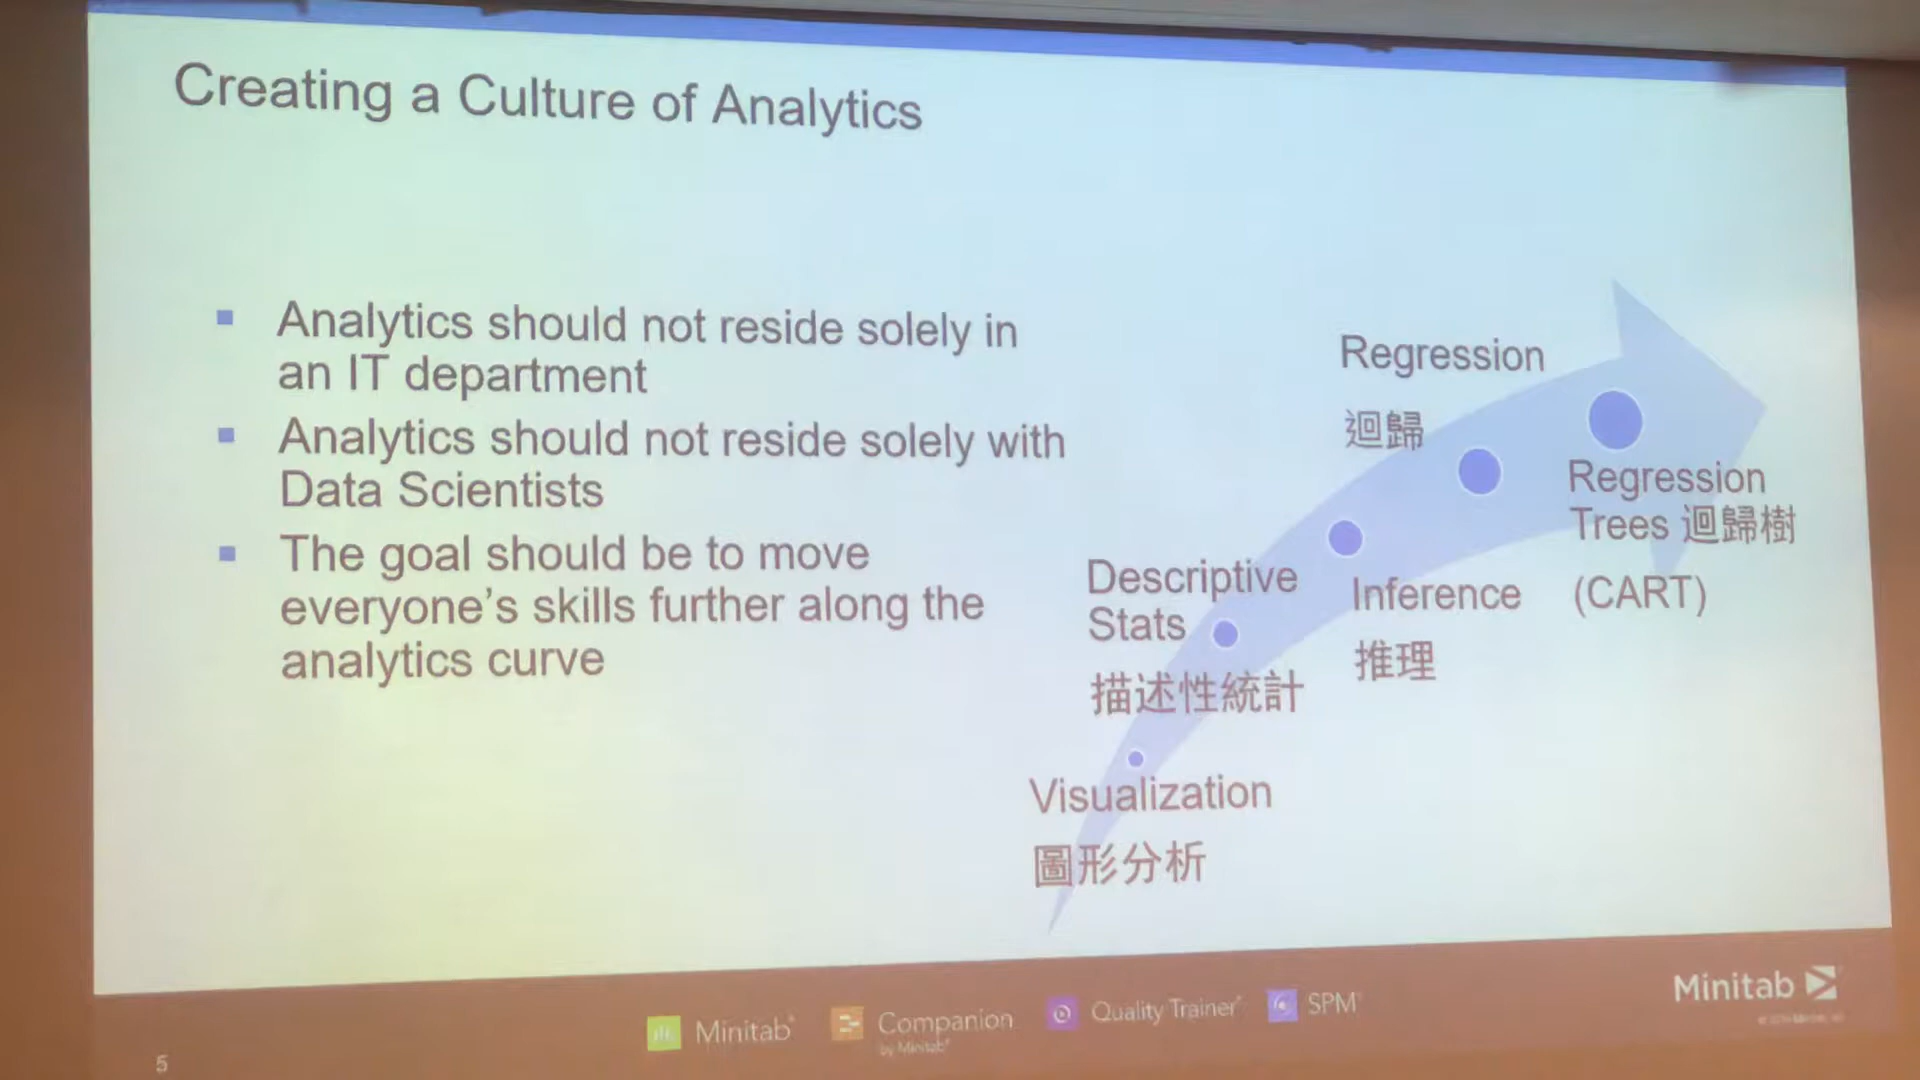 Creating a Culture of Analytics
Analytics should not reside solely in
an IT department
Analytics should not reside solely with
Data Scientists
The goal should be to move
everyone's skills further along the
analytics curve
Regression
迴歸
Regression
Trees 迴歸樹
(CART)
Descriptive
Stats
描述性統計
Inference
推理
Visualization
圖形分析
Minitab
Minitab
Companion
by Minitab
Quality Trainer
SPM
5